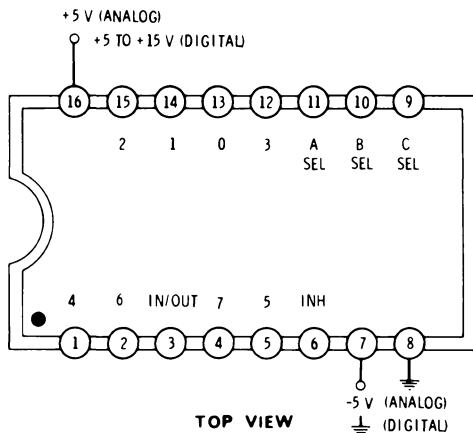 +5 V (ANALOG)
+5 TO +15 V (DIGITAL)
16 15 14 13 12 11 10 9
2 1 0 3 A SEL B SEL C SEL
4 6 IN/OUT 7 5 INH
1 2 3 4 5 6 7 8
-5 V (ANALOG)
(DIGITAL)
TOP VIEW